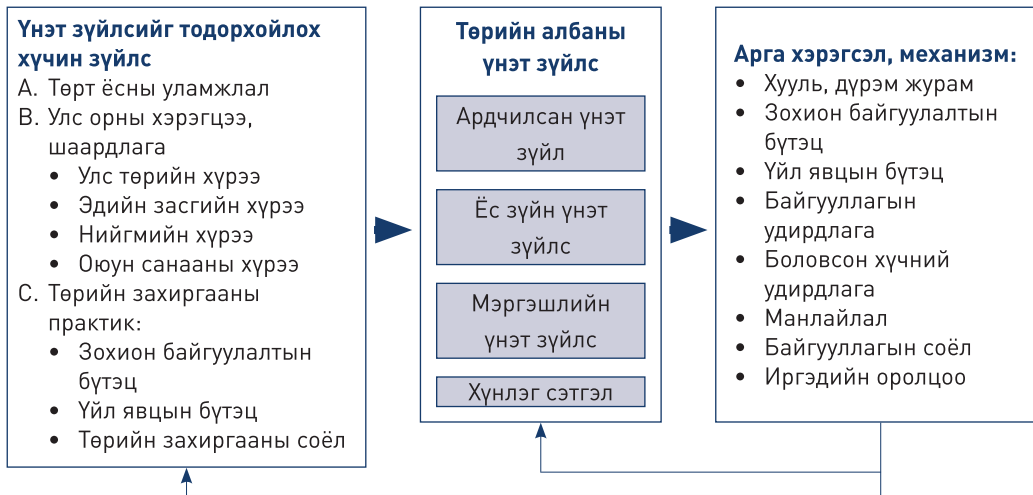 Үнэт зүйлсийг тодорхойлох
хүчин зүйлс
A. Төрт ёсны уламжлал
B. Улс орны хэрэгцээ,
шаардлага
• Улс төрийн хүрээ
• Эдийн засгийн хүрээ
• Нийгмийн хүрээ
• Оюун санааны хүрээ
C. Төрийн захиргааны
практик:
• Зохион байгуулалтын
бүтэц
• Үйл явцын бүтэц
• Төрийн захиргааны соёл
Төрийн албаны
үнэт зүйлс
Ардчилсан үнэт
зүйл
Ёс зүйн үнэт
зүйлс
Мэргэшлийн
үнэт зүйлс
Хүнлэг сэтгэл
Арга хэрэгсэл, механизм:
• Хууль, дүрэм журам
• Зохион байгуулалтын
бүтэц
• Үйл явцын бүтэц
• Байгууллагын
удирдлага
• Боловсон хүчний
удирдлага
• Манлайлал
• Байгууллагын соёл
• Иргэдийн оролцоо